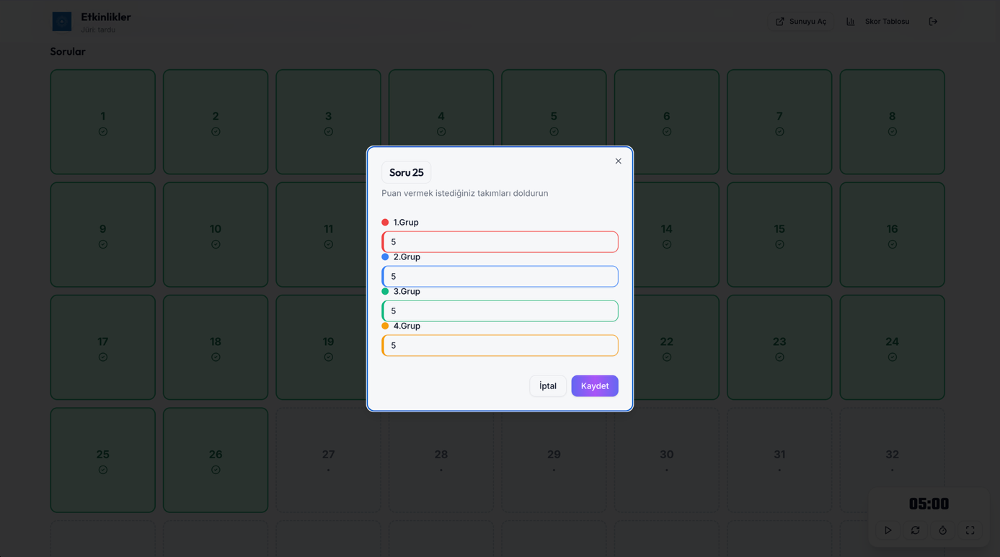 Etkinlikler
Jüri: tardu
Sunuyu Aç
Skor Tablosu
Sorular
1
2
3
4
5
6
7
8
9
10
11
14
15
16
17
18
19
22
23
24
25
26
27
28
29
30
31
32
Soru 25
Puan vermek istediğiniz takımları doldurun
1.Grup
5
2.Grup
5
3.Grup
5
4.Grup
5
İptal
Kaydet
05:00